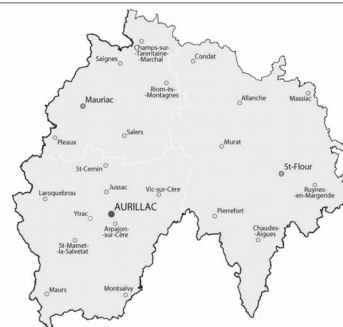 Champs-sur-
Tarentaine-
Marchal
Saignes
Condat
Riom-ès-
Montagnes
Allanche
Massiac
Mauriac
Salers
Pleaux
Murat
St-Cernin
St-Flour
Jussac
Vic-sur-Cère
Ruynes-
en-Margeride
Laroquebrou
AURILLAC
Ytrac
Arpajon-
sur-Cère
Pierrefort
Chaudes-
Aigues
St-Mamet-
la-Salvetat
Maurs
Montsalvy